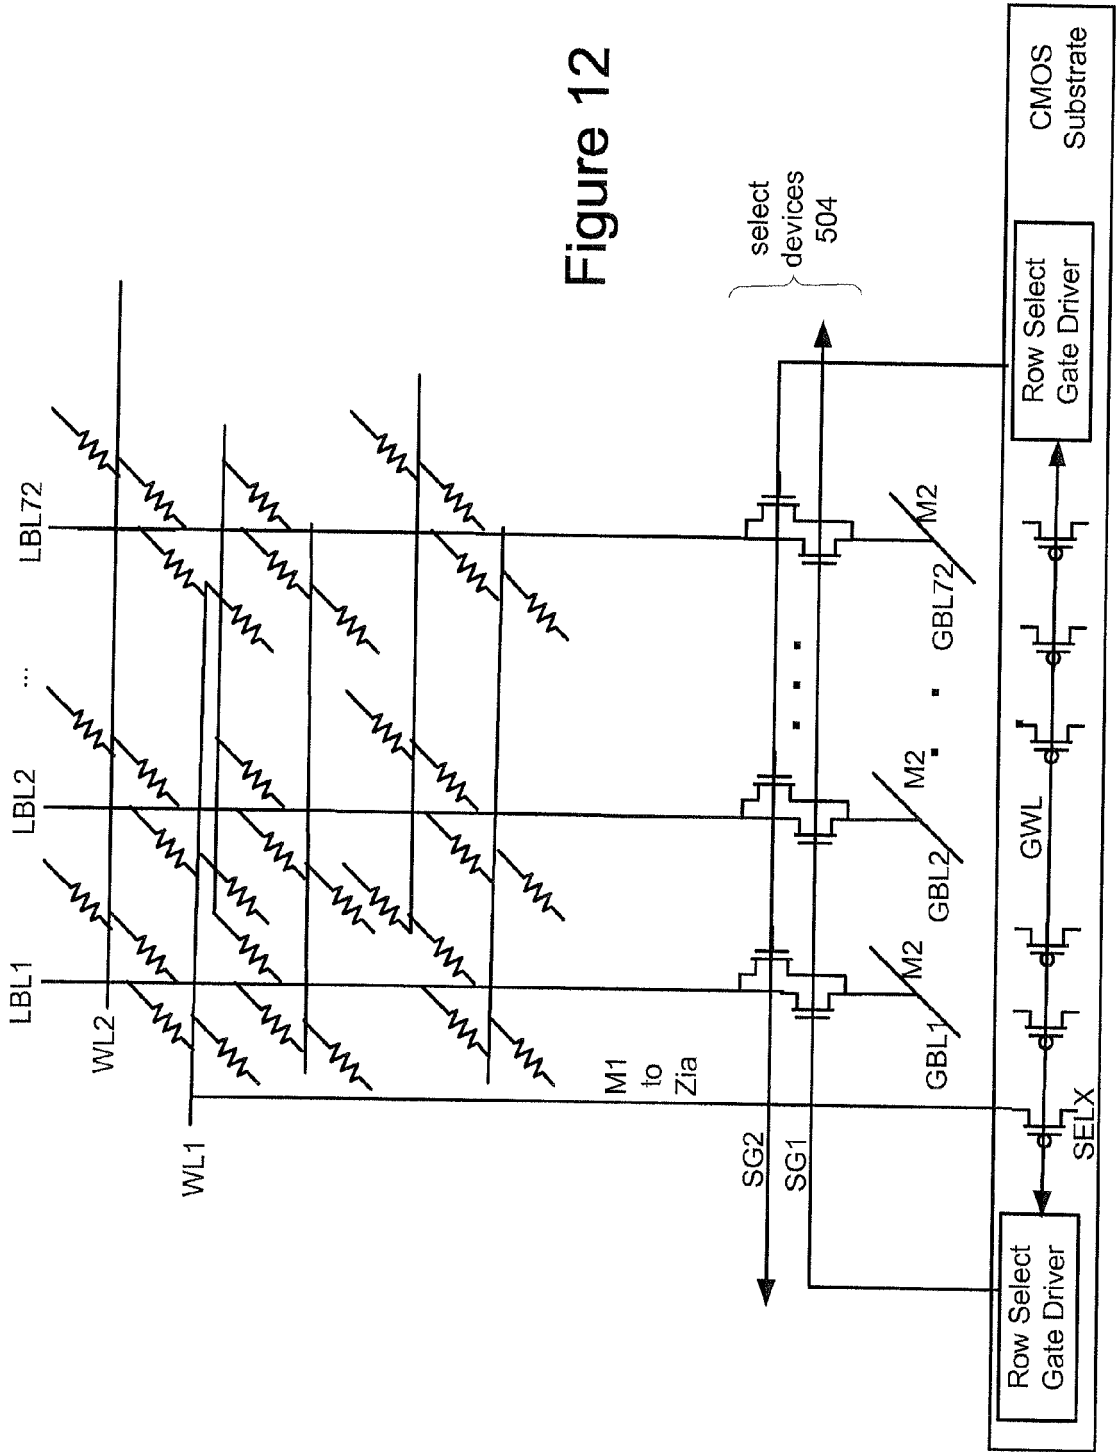 LBL1
LBL2
...
LBL72
WL2
WL1
M1
to
Zia
SG2
SG1
select
devices
504
Figure 12
GBL1
M2
GBL2
M2
GBL72
M2
GWL
SELX
Row Select
Gate Driver
Row Select
Gate Driver
CMOS
Substrate